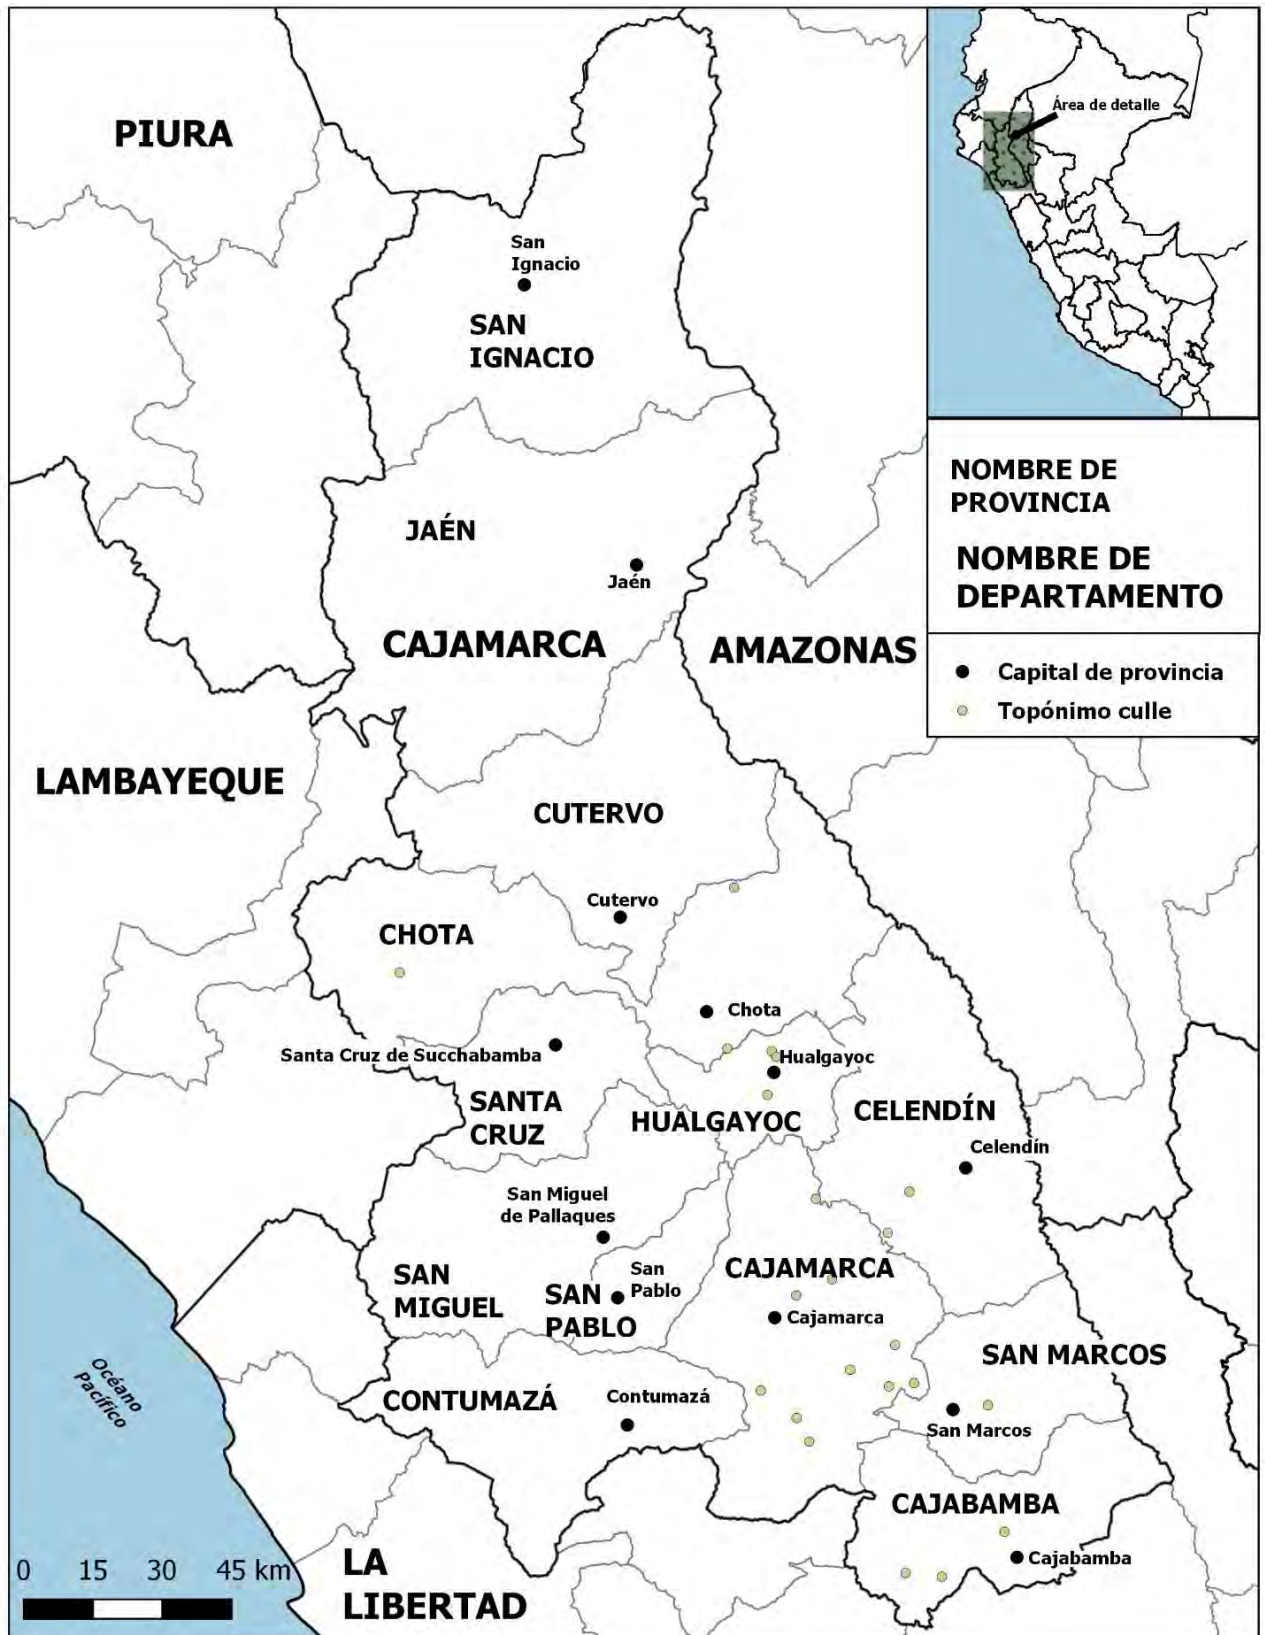 PIURA
Área de detalle
San
Ignacio
SAN
IGNACIO
NOMBRE DE
PROVINCIA
NOMBRE DE
DEPARTAMENTO
JAÉN
Jaén
CAJAMARCA
AMAZONAS
Capital de provincia
Topónimo culle
LAMBAYEQUE
CUTERVO
Cutervo
CHOTA
Chota
Santa Cruz de Succhabamba
Hualgayoc
SANTA
CRUZ
HUALGAYOC
CELENDÍN
Celendín
San Miguel
de Pallaques
SAN
MIGUEL
SAN
PABLO
San
Pablo
CAJAMARCA
Cajamarca
SAN MARCOS
San Marcos
Océano
Pacífico
CONTUMAZÁ
Contumazá
CAJABAMBA
Cajabamba
0 15 30 45 km
LA
LIBERTAD